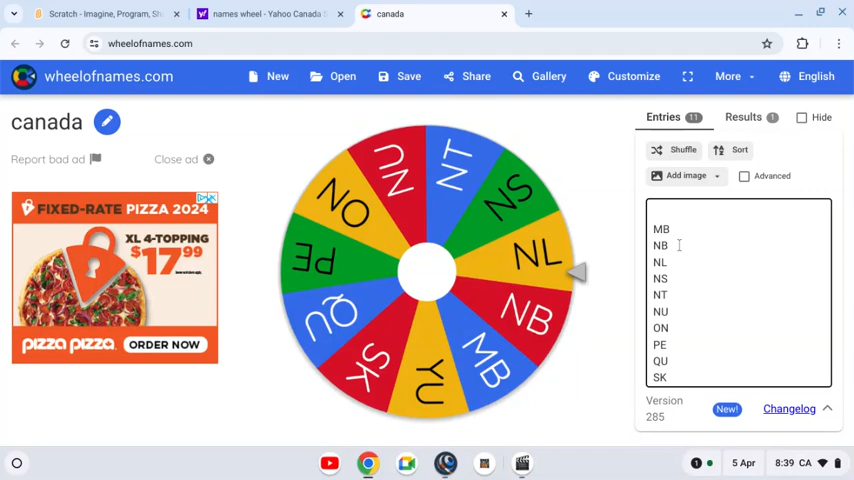 Scratch - Imagine, Program, Sh
names wheel - Yahoo Canada S
canada
wheelofnames.com
wheelofnames.com
New
Open
Save
Share
Gallery
Customize
More
English
canada
Report bad ad
Close ad
Entries 11
Results 1
Hide
Shuffle
Sort
Add image
Advanced
FIXED-RATE PIZZA 2024
XL 4-TOPPING
$17.99
PIZZA PIZZA
ORDER NOW
NT
NS
NL
NB
MB
YU
SK
QU
PE
ON
NU
MB
NB
NL
NS
NT
NU
ON
PE
QU
SK
Version
285
New!
Changelog
1
5 Apr
8:39 CA